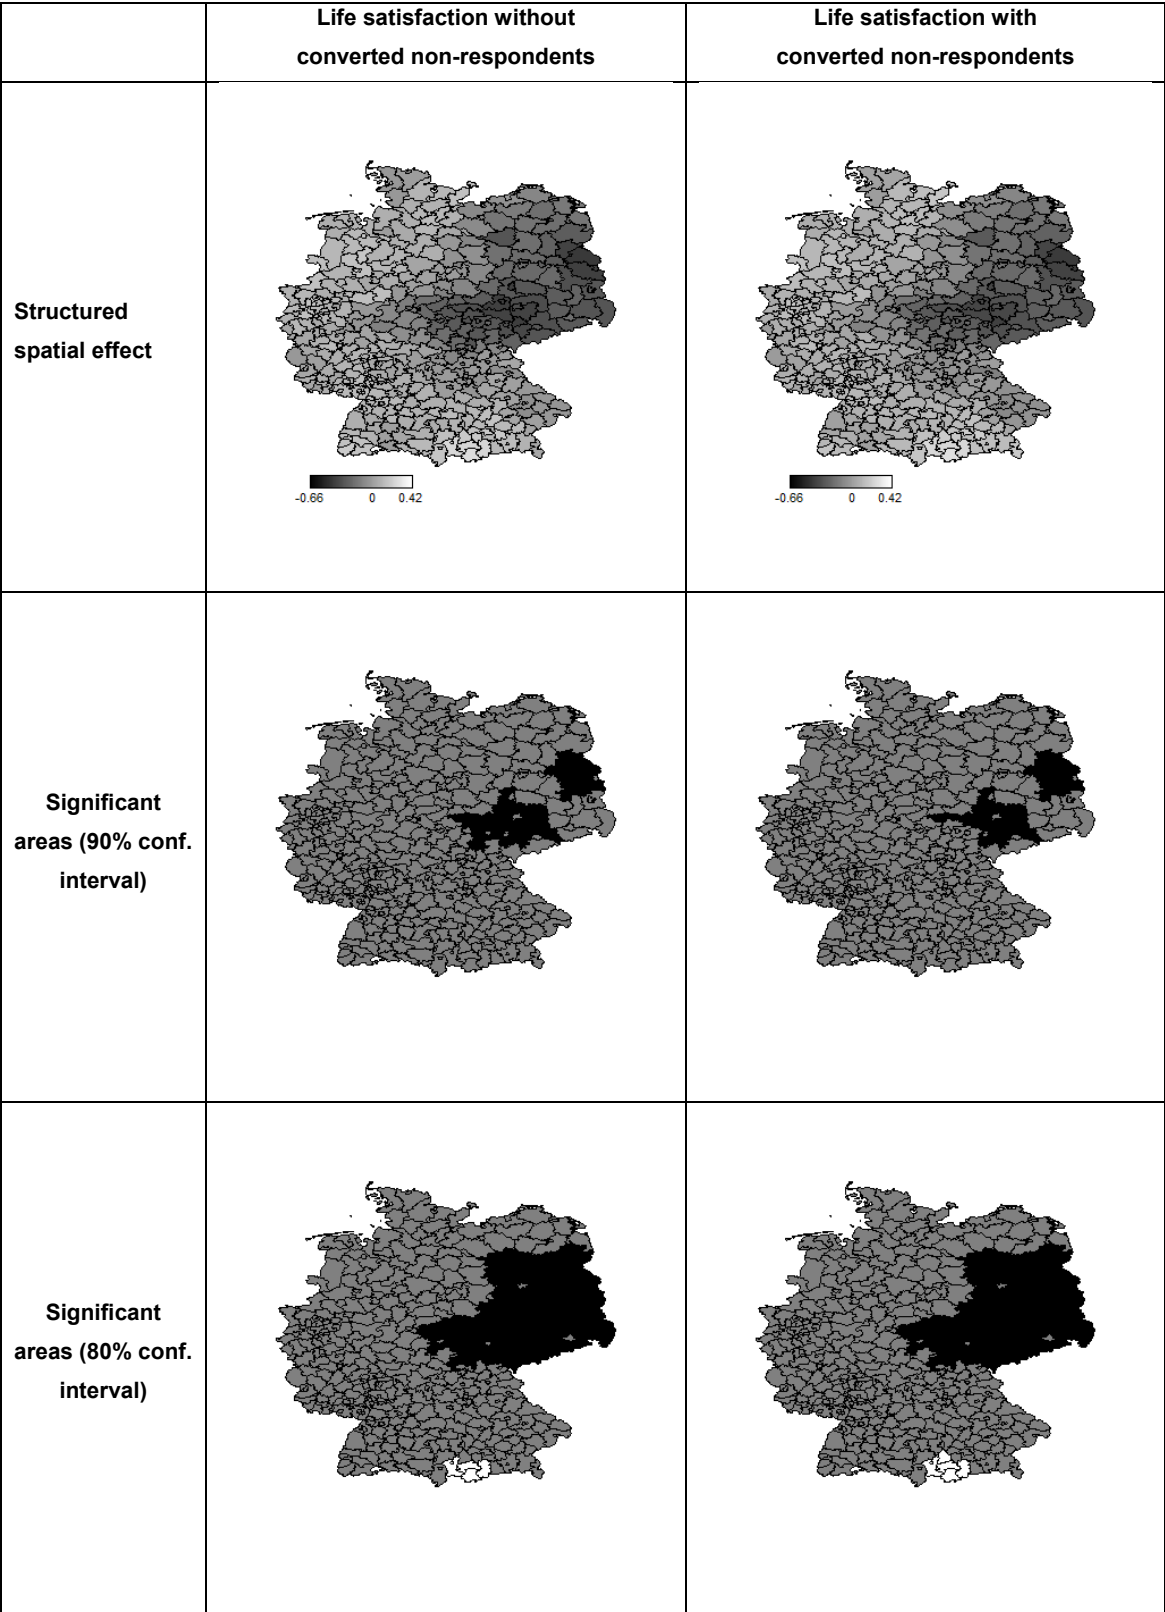 Life satisfaction without
converted non-respondents
Life satisfaction with
converted non-respondents
Structured
spatial effect
-0.66 0 0.42
-0.66 0 0.42
Significant
areas (90% conf.
interval)
Significant
areas (80% conf.
interval)